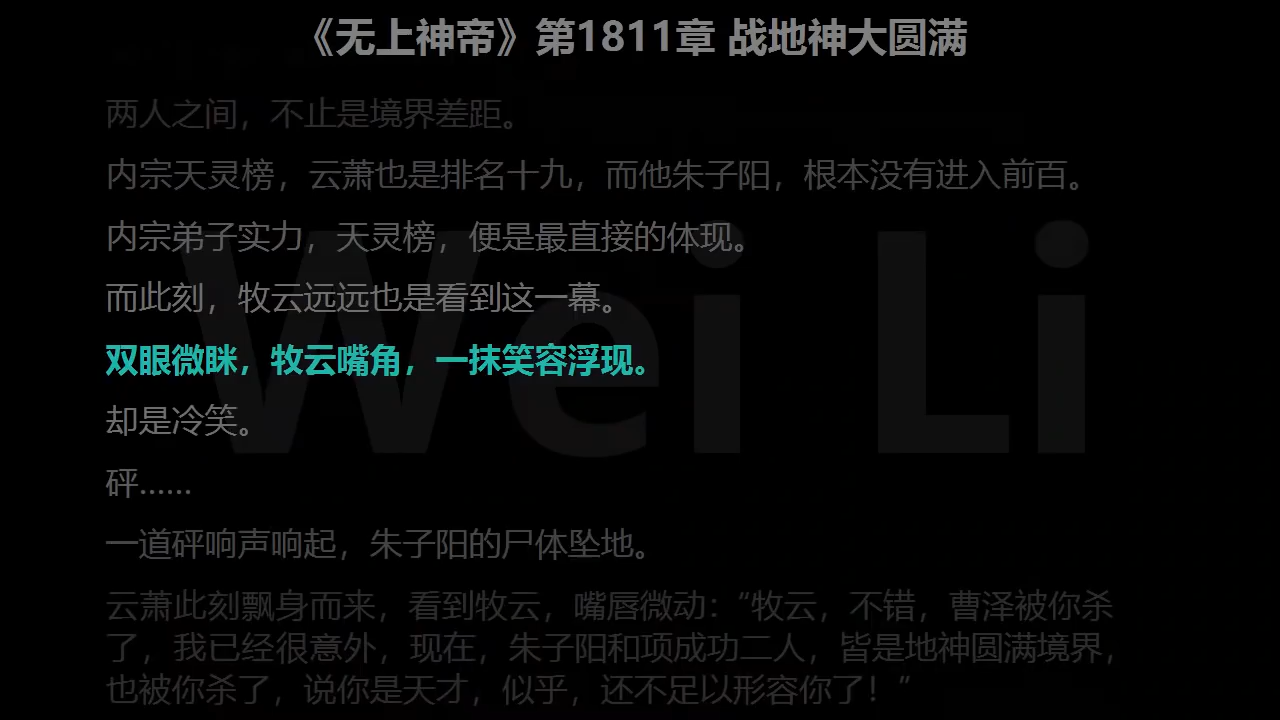 《无上神帝》第1811章 战地神大圆满
两人之间，不止是境界差距。
内宗天灵榜，云萧也是排名十九，而他朱子阳，根本没有进入前百。
内宗弟子实力，天灵榜，便是最直接的体现。
而此刻，牧云远远也是看到这一幕。
双眼微眯，牧云嘴角，一抹笑容浮现。
却是冷笑。
砰......
一道砰响声响起，朱子阳的尸体坠地。
云萧此刻飘身而来，看到牧云，嘴唇微动：“牧云，不错，曹泽被你杀
了，我已经很意外，现在，朱子阳和项成功二人，皆是地神圆满境界，
也被你杀了，说你是天才，似乎，还不足以形容你了！”
Wei Li